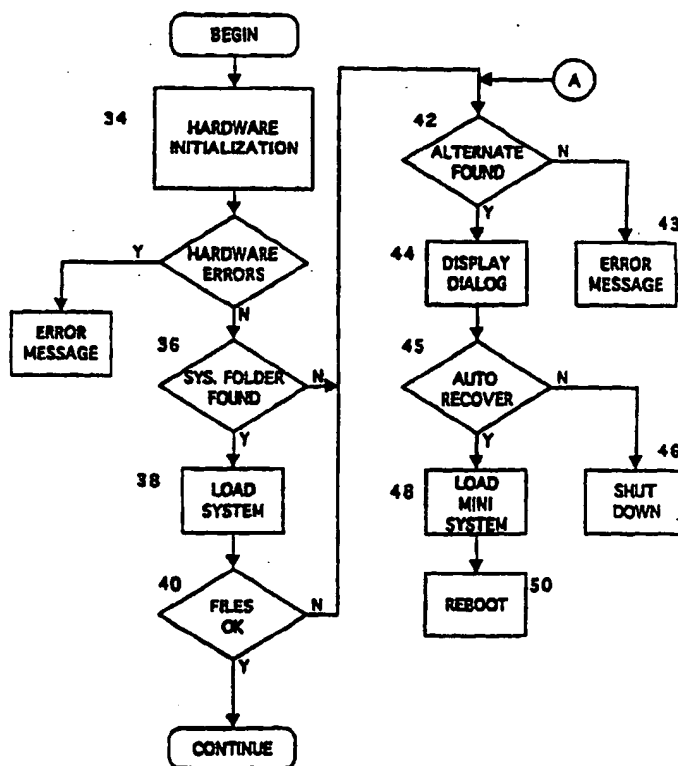 BEGIN
34
HARDWARE
INITIALIZATION
HARDWARE
ERRORS
Y
N
ERROR
MESSAGE
36
SYS. FOLDER
FOUND
N
Y
38
LOAD
SYSTEM
40
FILES
OK
N
Y
CONTINUE
A
42
ALTERNATE
FOUND
N
Y
43
ERROR
MESSAGE
44
DISPLAY
DIALOG
45
AUTO
RECOVER
N
Y
46
SHUT
DOWN
48
LOAD
MINI
SYSTEM
50
REBOOT